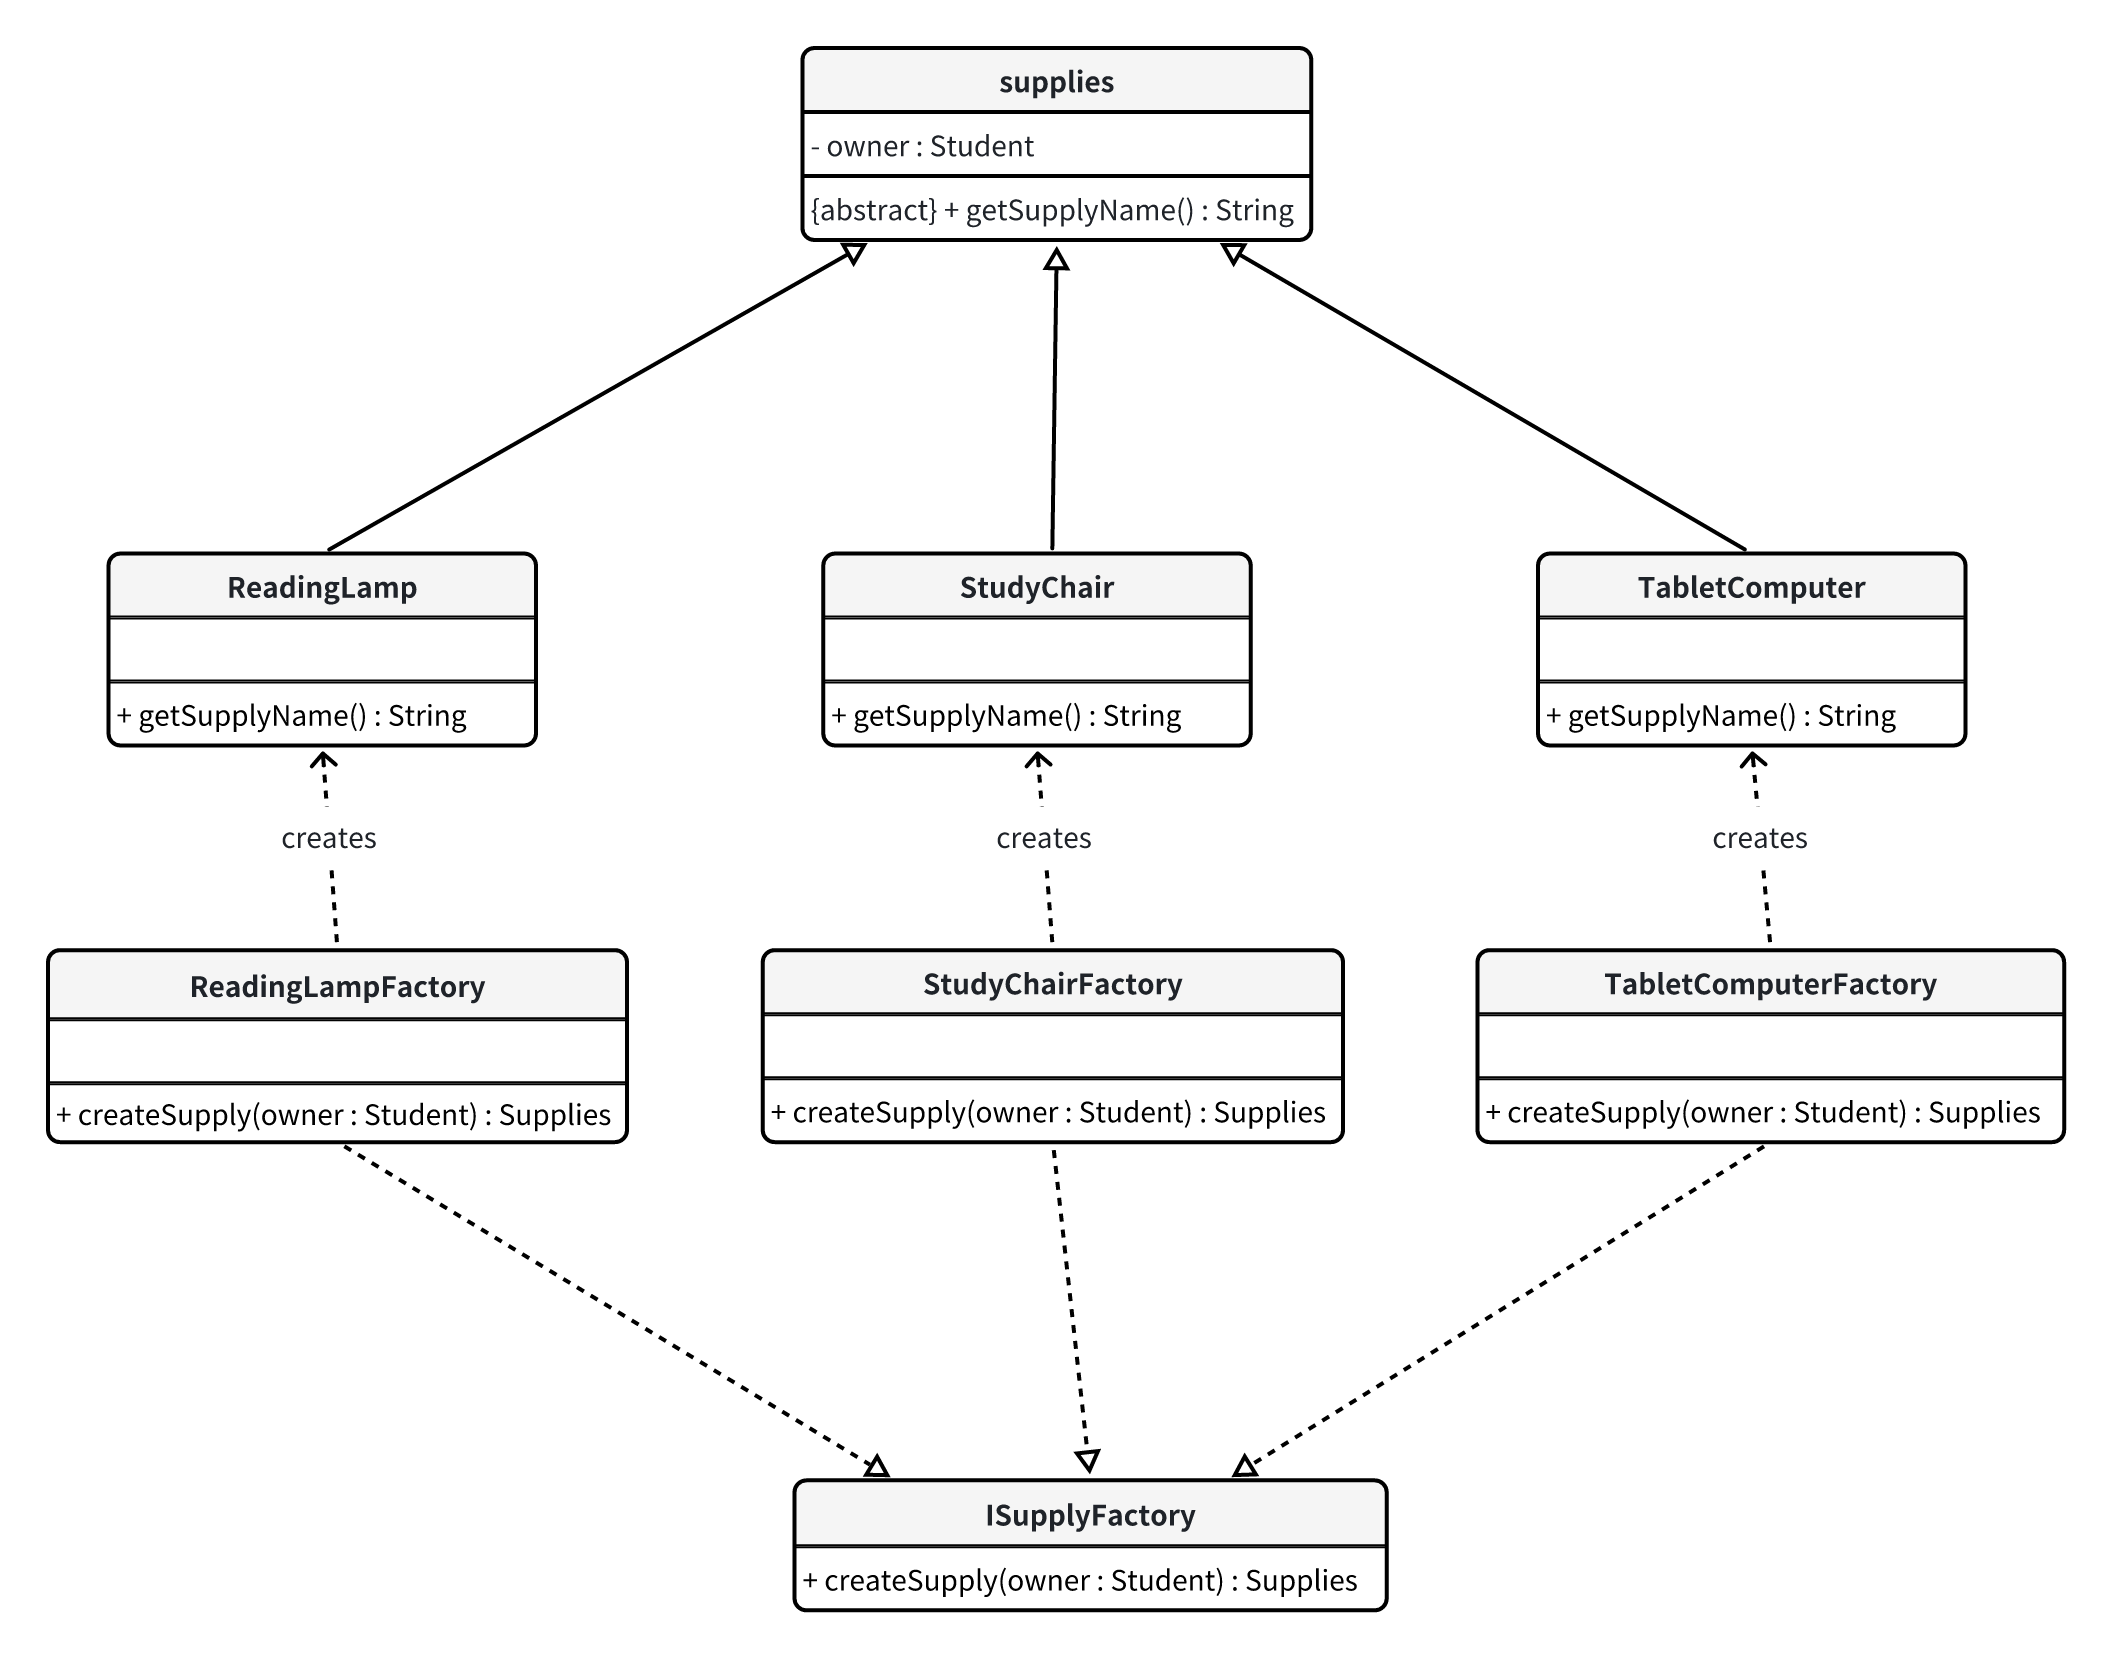 supplies
- owner : Student
{abstract} + getSupplyName() : String
ReadingLamp
+ getSupplyName() : String
StudyChair
+ getSupplyName() : String
TabletComputer
+ getSupplyName() : String
creates
creates
creates
ReadingLampFactory
+ createSupply(owner : Student) : Supplies
StudyChairFactory
+ createSupply(owner : Student) : Supplies
TabletComputerFactory
+ createSupply(owner : Student) : Supplies
ISupplyFactory
+ createSupply(owner : Student) : Supplies